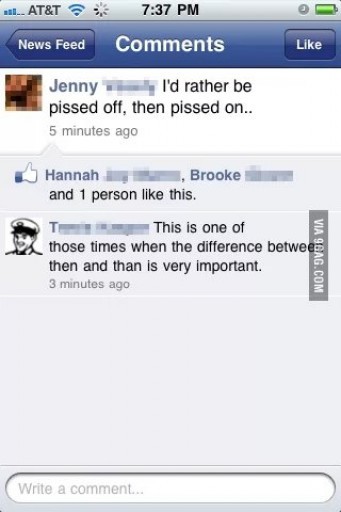 AT&T 7:37 PM
News Feed Comments Like
Jenny I'd rather be
pissed off, then pissed on..
5 minutes ago
Hannah , Brooke
and 1 person like this.
This is one of
those times when the difference between
then and than is very important.
3 minutes ago
VIA 9GAG.COM
Write a comment...